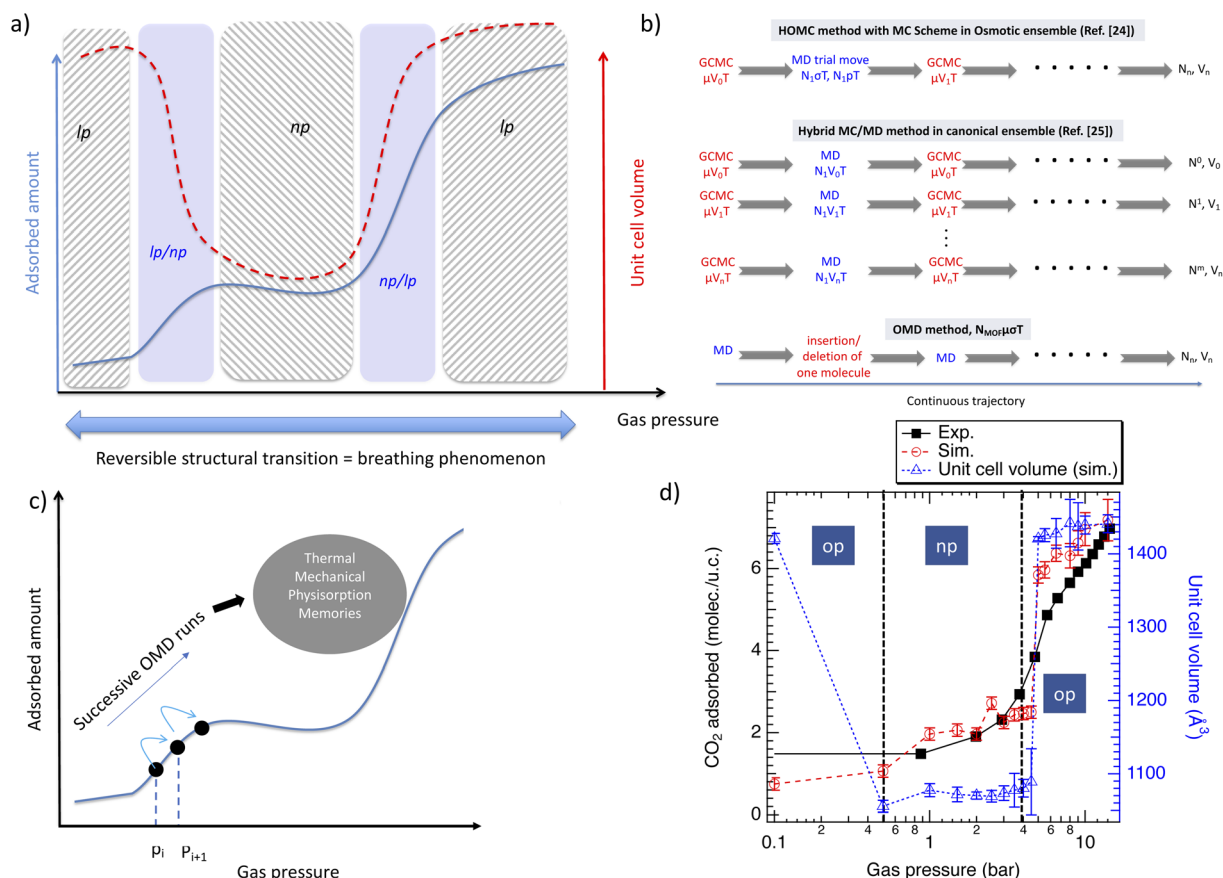 a)
Adsorbed amount
lp
lp/np
np
np/lp
lp
Unit cell volume
Gas pressure
Reversible structural transition = breathing phenomenon
b)
HOMC method with MC Scheme in Osmotic ensemble (Ref. [24])
GCMC
μV₀T
MD trial move
N₁σT, N₁pT
GCMC
μV₁T
Nₙ, Vₙ
Hybrid MC/MD method in canonical ensemble (Ref. [25])
GCMC
μV₀T
MD
N₁V₀T
GCMC
μV₀T
N⁰, V₀
GCMC
μV₁T
MD
N₁V₁T
GCMC
μV₁T
N¹, V₁
GCMC
μVₙT
MD
N₁VₙT
GCMC
μVₙT
Nᵐ, Vₙ
OMD method, N_MOFμσT
MD
insertion/
deletion of
one molecule
MD
Nₙ, Vₙ
Continuous trajectory
c)
Adsorbed amount
Successive OMD runs
Thermal
Mechanical
Physisorption
Memories
pᵢ
Pᵢ₊₁
Gas pressure
d)
Exp.
Sim.
Unit cell volume (sim.)
CO₂ adsorbed (molec./u.c.)
6
4
2
0
op
np
op
1400
1300
1200
1100
Unit cell volume (Å³)
0.1
2
4
6
8
1
2
4
6
8
10
Gas pressure (bar)